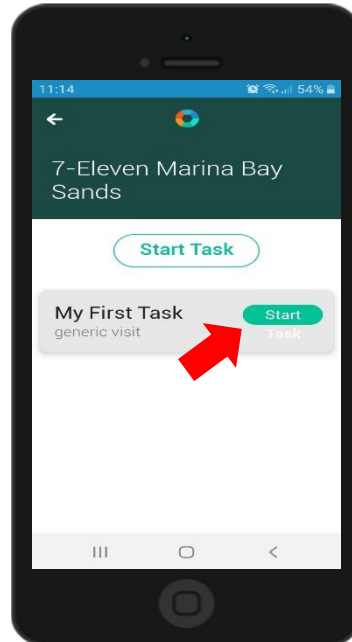 11:14
54%
7-Eleven Marina Bay
Sands
Start Task
My First Task
Start
Task
generic visit